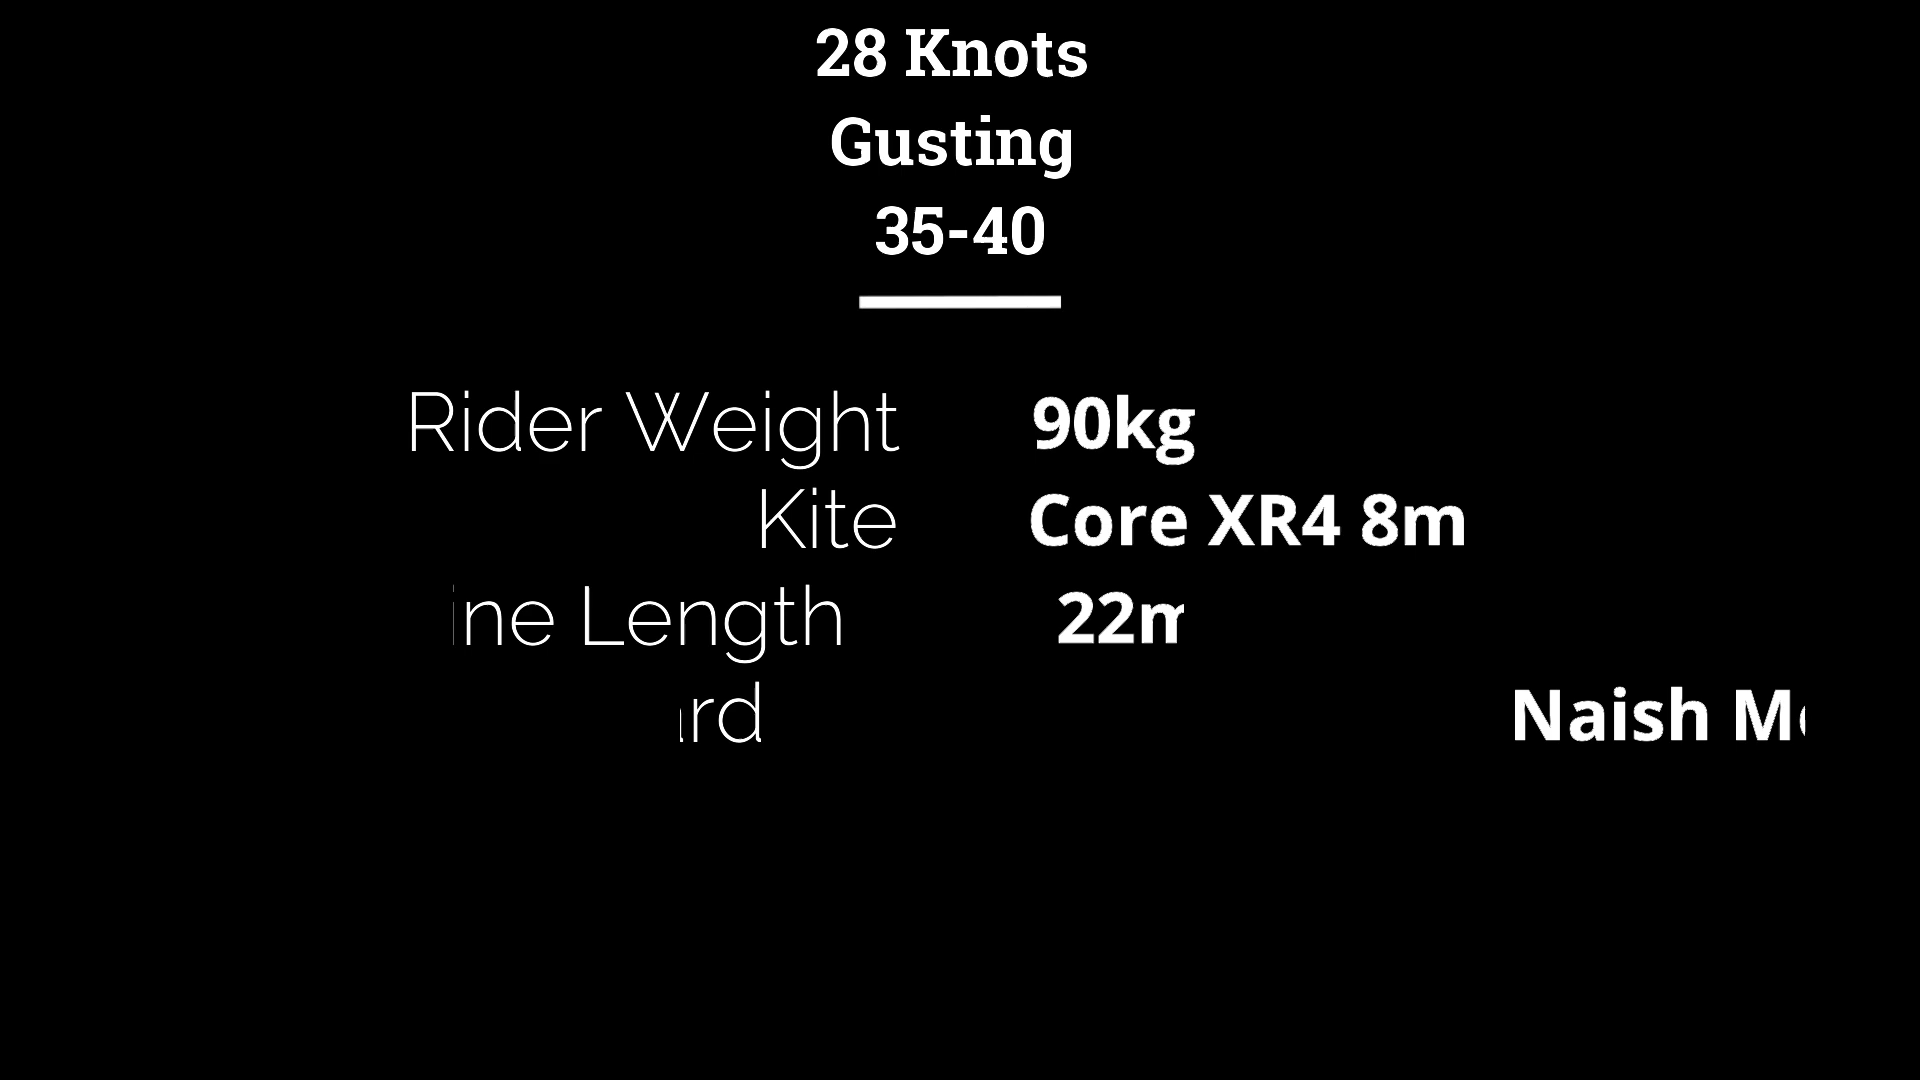 28 Knots
Gusting
35-40
Rider Weight 90kg
Kite Core XR4 8m
ine Length 22m
rd Naish M